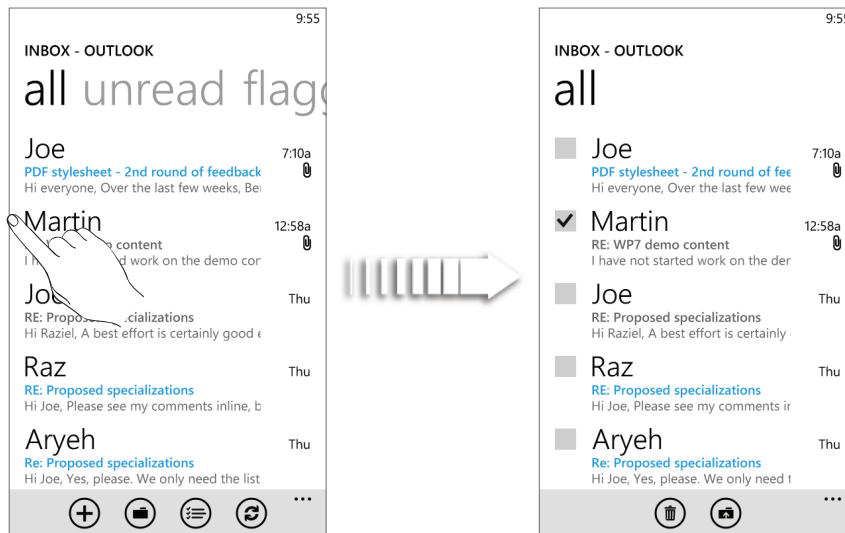 9:55
INBOX - OUTLOOK
all unread flagg
Joe
7:10a
PDF stylesheet - 2nd round of feedback
Hi everyone, Over the last few weeks, Be
Martin
12:58a
content
I work on the demo con
Joe
Thu
RE:
Hi Raziel, A best effort is certainly good
Raz
Thu
RE: Proposed specializations
Hi Joe, Please see my comments inline, b
Aryeh
Thu
Re: Proposed specializations
Hi Joe, Yes, please. We only need the list
...
9:55
INBOX - OUTLOOK
all
Joe
7:10a
PDF stylesheet - 2nd round of fee
Hi everyone, Over the last few wee
Martin
12:58a
RE: WP7 demo content
I have not started work on the der
Joe
Thu
RE: Proposed specializations
Hi Raziel, A best effort is certainly
Raz
Thu
RE: Proposed specializations
Hi Joe, Please see my comments ir
Aryeh
Thu
Re: Proposed specializations
Hi Joe, Yes, please. We only need t
...